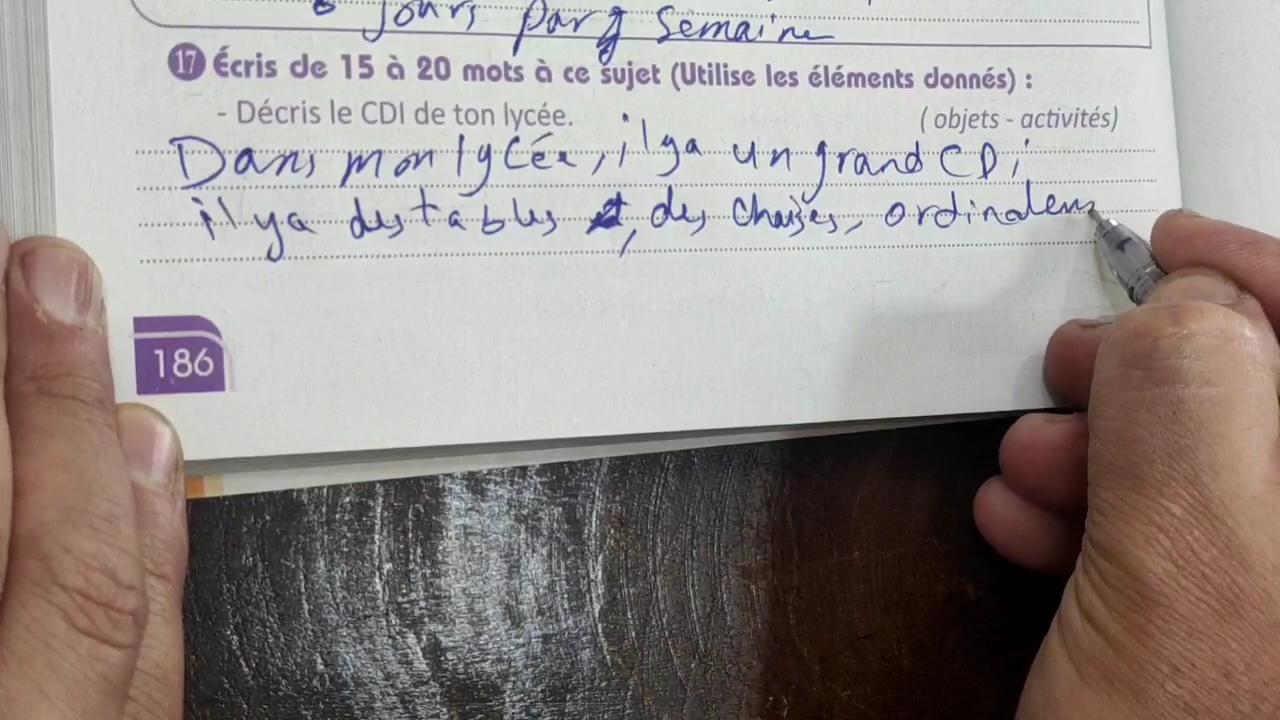 6 jours par semaine
17 Écris de 15 à 20 mots à ce sujet (Utilise les éléments donnés) :
- Décris le CDI de ton lycée. ( objets - activités)
Dans mon lycée, il ya un grand CDi
il ya des tables , des chaises, ordinateurs
186